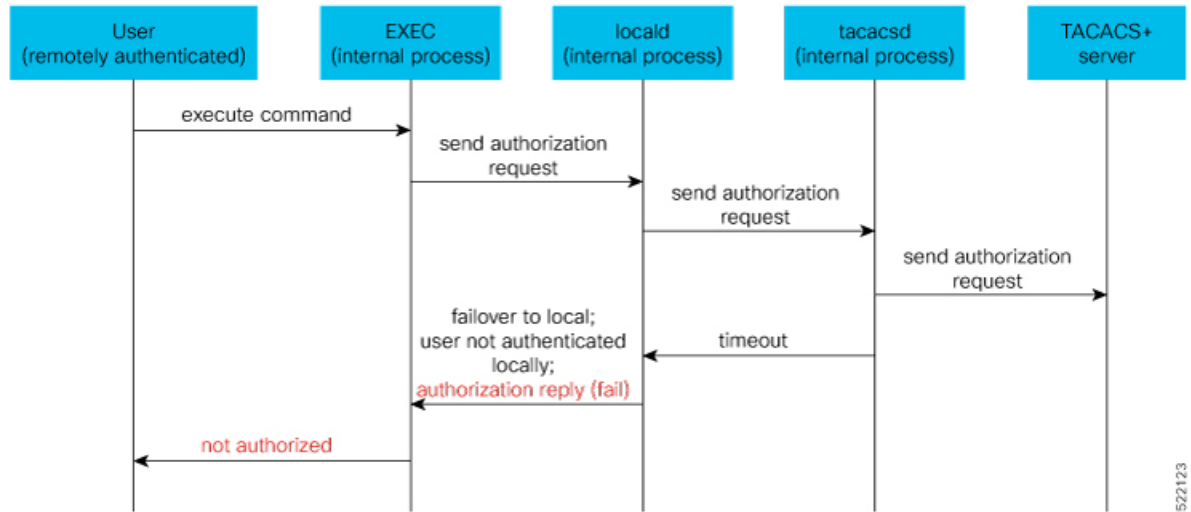 User
(remotely authenticated)
EXEC
(internal process)
locald
(internal process)
tacacsd
(internal process)
TACACS+
server
execute command
send authorization
request
send authorization
request
send authorization
request
timeout
failover to local;
user not authenticated
locally;
authorization reply (fail)
not authorized
522123